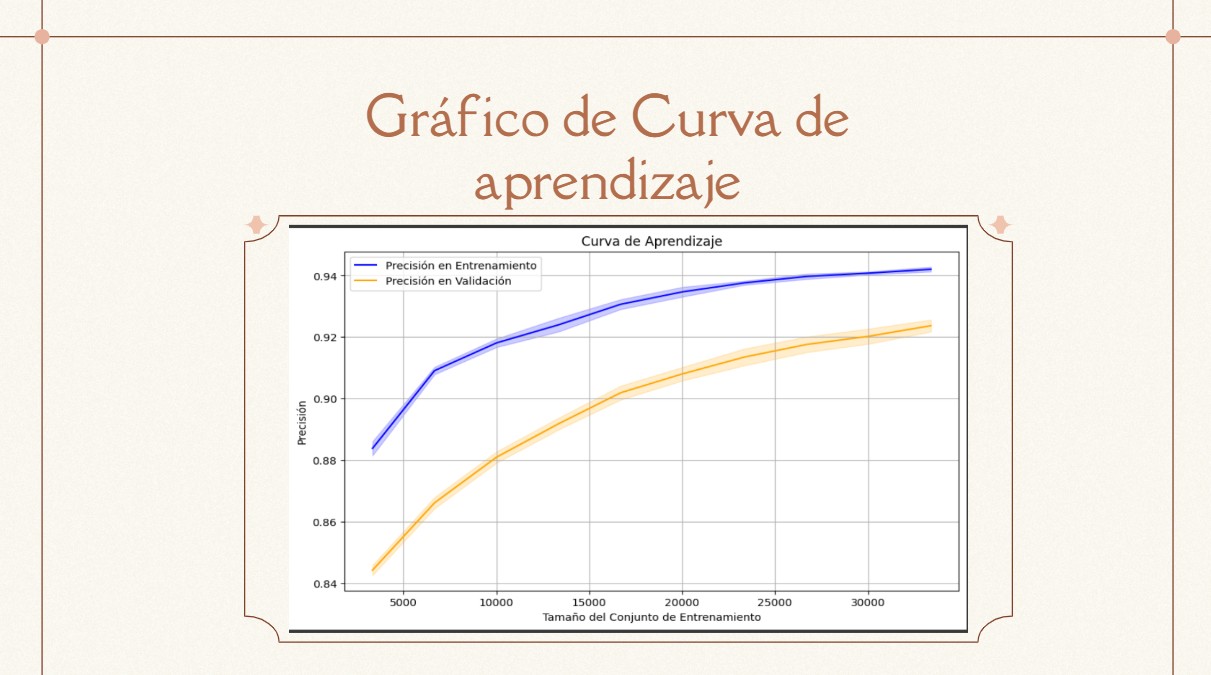 Gráfico de Curva de
aprendizaje
Curva de Aprendizaje
Precisión en Entrenamiento
Precisión en Validación
0.94
0.92
0.90
0.88
0.86
0.84
Precisión
5000 10000 15000 20000 25000 30000
Tamaño del Conjunto de Entrenamiento